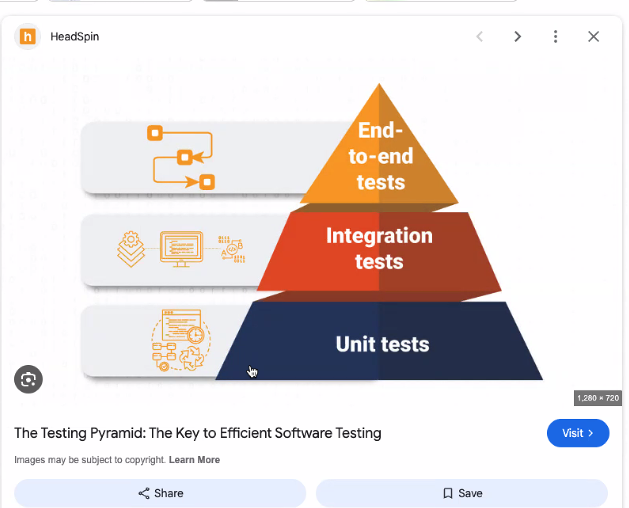 HeadSpin
End-
to-end
tests
Integration
tests
Unit tests
1,280 × 720
The Testing Pyramid: The Key to Efficient Software Testing
Visit
Images may be subject to copyright. Learn More
Share
Save